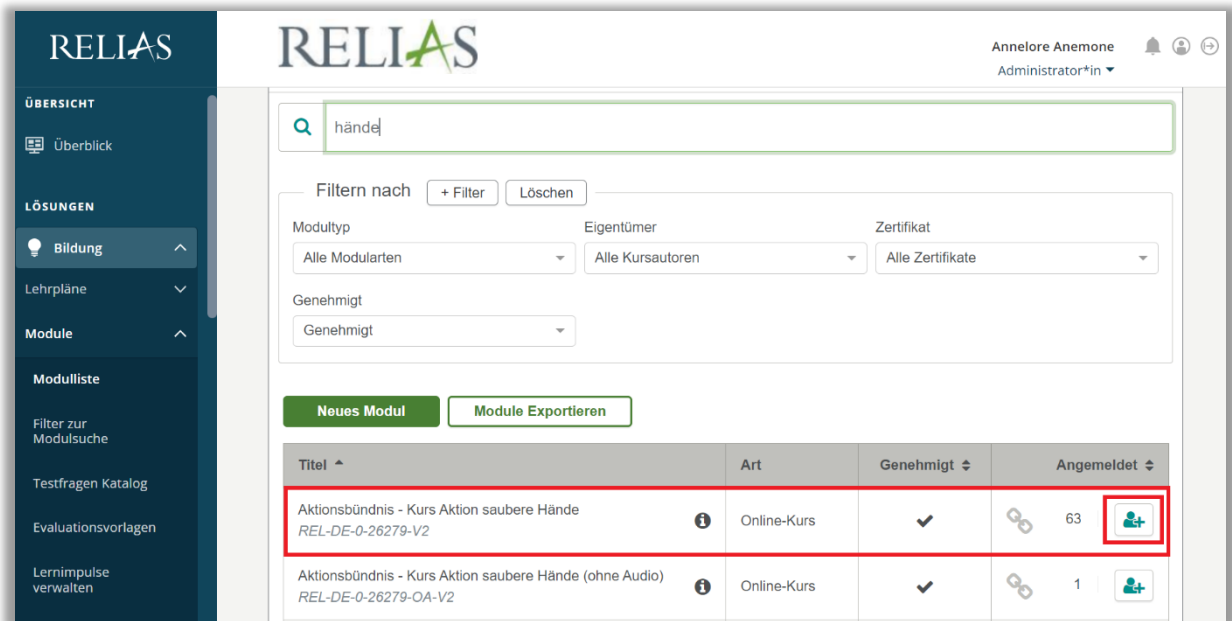 RELIAS
RELIAS
Annelore Anemone
Administrator*in
ÜBERSICHT
Überblick
LÖSUNGEN
Bildung
Lehrpläne
Module
Modulliste
Filter zur
Modulsuche
Testfragen Katalog
Evaluationsvorlagen
Lernimpulse
verwalten
hände
Filtern nach + Filter Löschen
Modultyp Eigentümer Zertifikat
Alle Modularten Alle Kursautoren Alle Zertifikate
Genehmigt
Genehmigt
Neues Modul Module Exportieren
Titel Art Genehmigt Angemeldet
Aktionsbündnis - Kurs Aktion saubere Hände
REL-DE-0-26279-V2
Online-Kurs 63
Aktionsbündnis - Kurs Aktion saubere Hände (ohne Audio)
REL-DE-0-26279-OA-V2
Online-Kurs 1